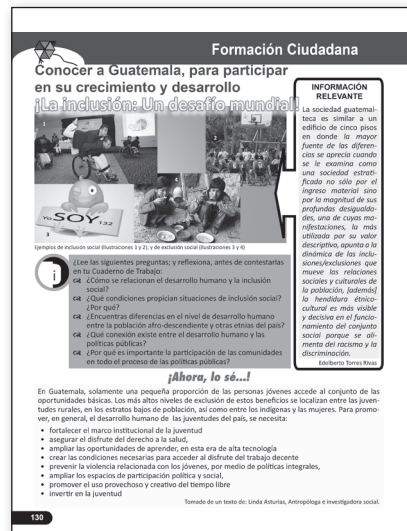 Formación Ciudadana
Conocer a Guatemala, para participar
en su crecimiento y desarrollo
¡La inclusión: Un desafío mundial!
1
2
3
Yo SOY 132
Ejemplos de inclusión social (Ilustraciones 1 y 2); y de exclusión social (Ilustraciones 3 y 4)
INFORMACIÓN
RELEVANTE
La sociedad guatemal-
teca es similar a un
edificio de cinco pisos
en donde la mayor
fuente de las diferen-
cias se aprecia cuando
se le examina como
una sociedad estrati-
ficada no sólo por el
ingreso material sino
por la magnitud de sus
profundas desigualda-
des, una de cuyas ma-
nifestaciones, la más
utilizada por su valor
descriptivo, apunta a la
dinámica de las inclu-
siones/exclusiones que
mueve las relaciones
sociales y culturales de
la población, [además]
la hendidura étnico-
cultural es más visible
y decisiva en el funcio-
namiento del conjunto
social porque se ali-
menta del racismo y la
discriminación.
Edelberto Torres Rivas
i
¿Lee las siguientes preguntas; y reflexiona, antes de contestarlas
en tu Cuaderno de Trabajo:
¿Cómo se relacionan el desarrollo humano y la inclusión
social?
¿Qué condiciones propician situaciones de inclusión social?
¿Por qué?
¿Encuentras diferencias en el nivel de desarrollo humano
entre la población afro-descendiente y otras etnias del país?
¿Qué conexión existe entre el desarrollo humano y las
políticas públicas?
¿Por qué es importante la participación de las comunidades
en todo el proceso de las políticas públicas?
¡Ahora, lo sé...!
En Guatemala, solamente una pequeña proporción de las personas jóvenes accede al conjunto de las
oportunidades básicas. Los más altos niveles de exclusión de estos beneficios se localizan entre las juven-
tudes rurales, en los estratos bajos de población, así como entre los indígenas y las mujeres. Para promo-
ver, en general, el desarrollo humano de las juventudes del país, se necesita:
• fortalecer el marco institucional de la juventud
• asegurar el disfrute del derecho a la salud,
• ampliar las oportunidades de aprender, en esta era de alta tecnología
• crear las condiciones necesarias para acceder al disfrute del trabajo decente
• prevenir la violencia relacionada con los jóvenes, por medio de políticas integrales,
• ampliar los espacios de participación política y social,
• promover el uso provechoso y creativo del tiempo libre
• invertir en la juventud
Tomado de un texto de: Linda Asturias, Antropóloga e investigadora social.
130